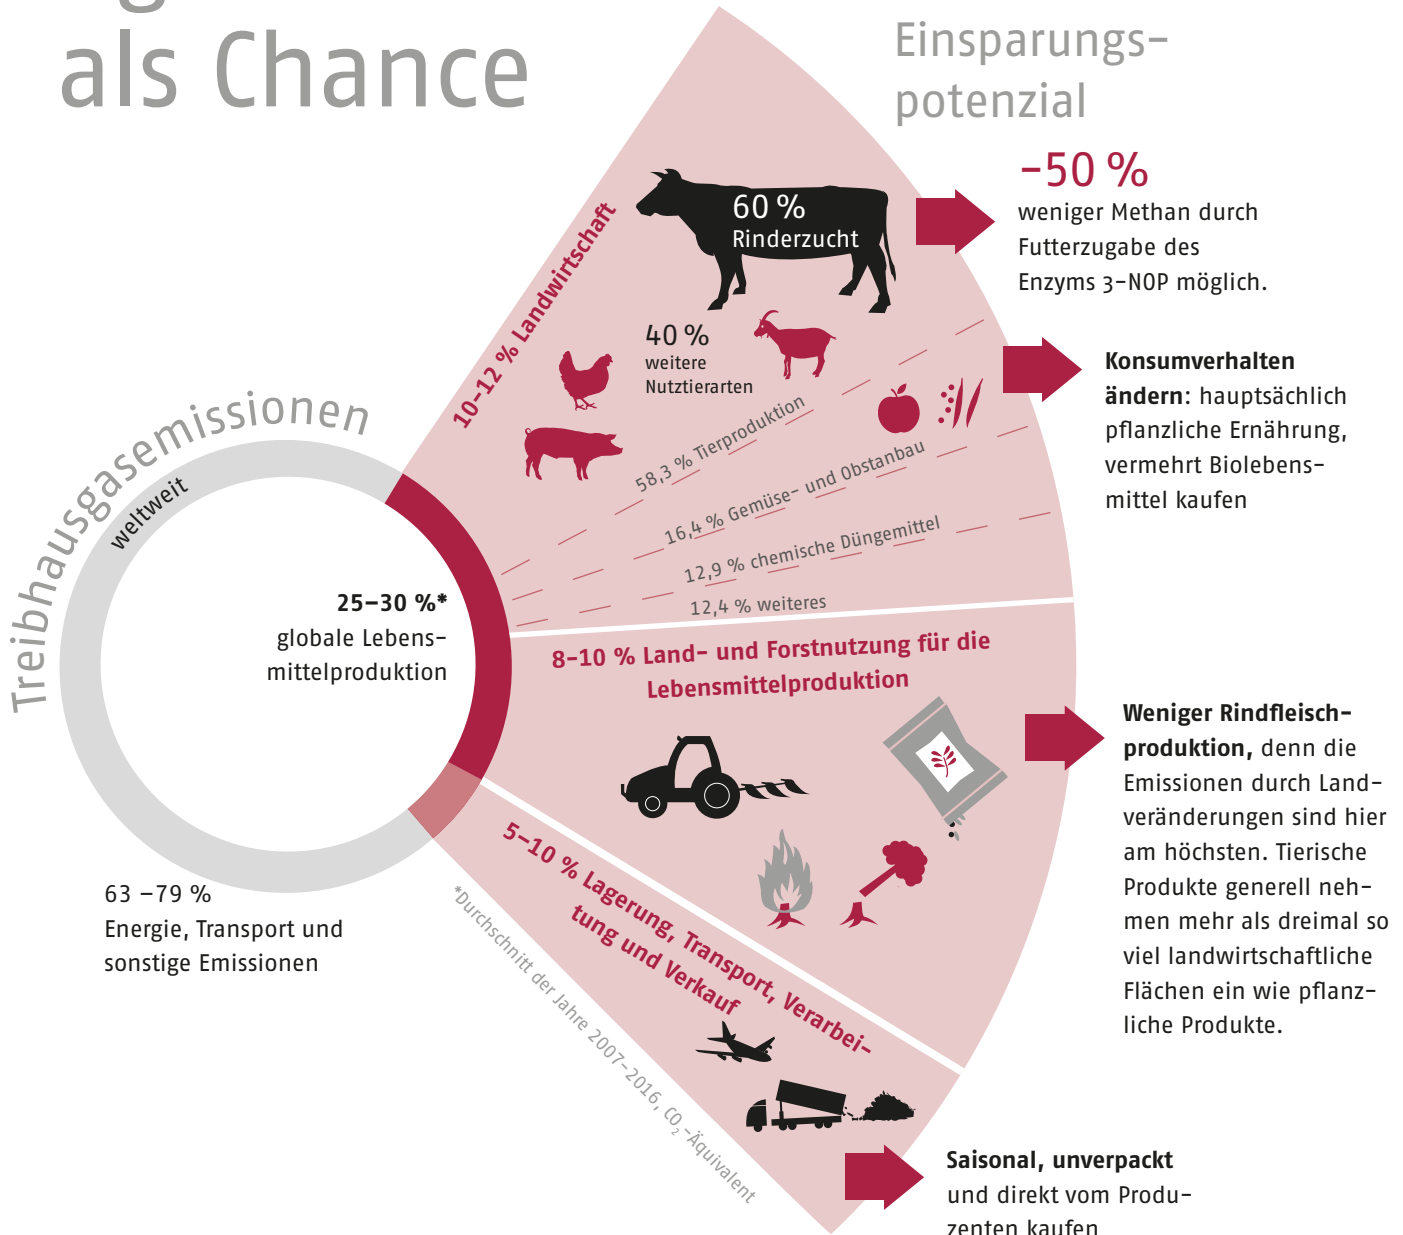 als Chance
Einsparungs-
potenzial
-50 %
weniger Methan durch
Futterzugabe des
Enzyms 3-NOP möglich.
60 %
Rinderzucht
10-12 % Landwirtschaft
40 %
weitere
Nutztierarten
58,3 % Tierproduktion
16,4 % Gemüse- und Obstanbau
12,9 % chemische Düngemittel
12,4 % weiteres
Konsumverhalten
ändern: hauptsächlich
pflanzliche Ernährung,
vermehrt Biolebens-
mittel kaufen
Treibhausgasemissionen
weltweit
25–30 %*
globale Lebens-
mittelproduktion
63 –79 %
Energie, Transport und
sonstige Emissionen
8-10 % Land- und Forstnutzung für die
Lebensmittelproduktion
Weniger Rindfleisch-
produktion, denn die
Emissionen durch Land-
veränderungen sind hier
am höchsten. Tierische
Produkte generell neh-
men mehr als dreimal so
viel landwirtschaftliche
Flächen ein wie pflanz-
liche Produkte.
5-10 % Lagerung, Transport, Verarbei-
tung und Verkauf
*Durchschnitt der Jahre 2007-2016, CO₂-Äquivalent
Saisonal, unverpackt
und direkt vom Produ-
zenten kaufen